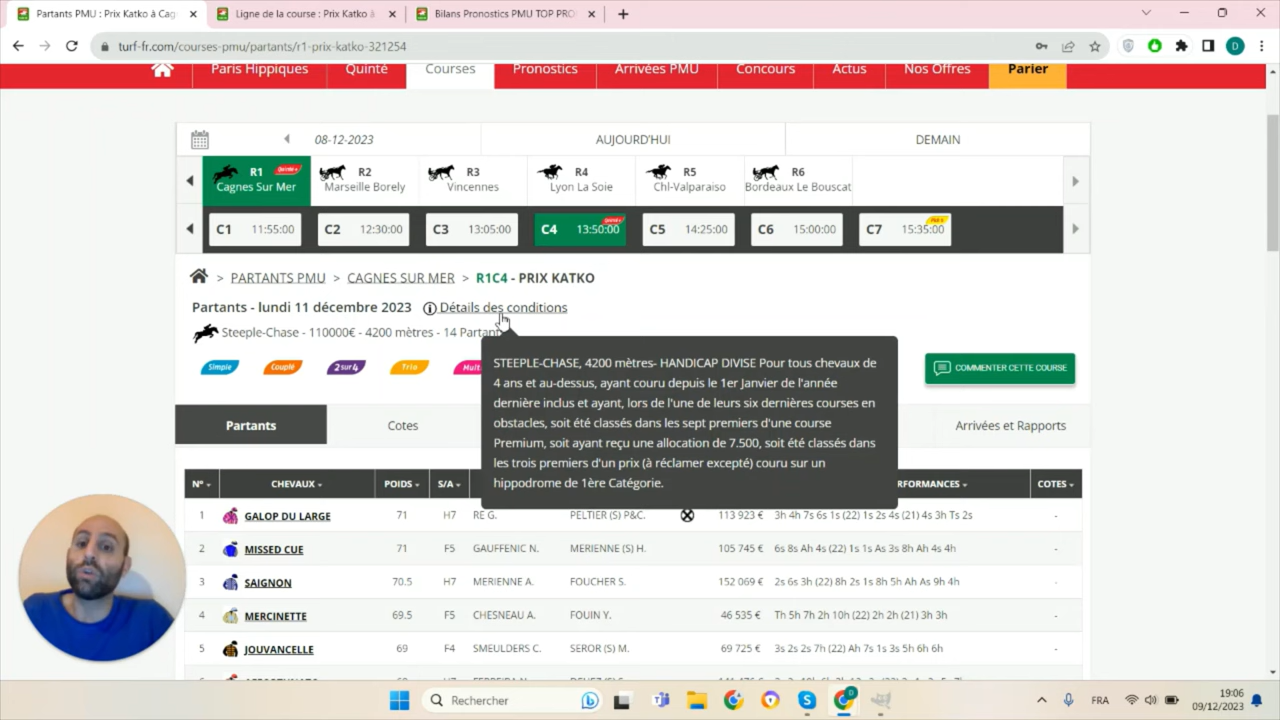 Partants PMU : Prix Katko à Cag
Ligne de la course : Prix Katko à
Bilans Pronostics PMU TOP PRO
turf-fr.com/courses-pmu/partants/r1-prix-katko-321254
D
Paris Hippiques
Quinté
Courses
Pronostics
Arrivées PMU
Concours
Actus
Nos Offres
Parier
08-12-2023
AUJOURD'HUI
DEMAIN
R1 Quinté+
Cagnes Sur Mer
R2
Marseille Borely
R3
Vincennes
R4
Lyon La Soie
R5
Chl-Valparaiso
R6
Bordeaux Le Bouscat
C1 11:55:00
C2 12:30:00
C3 13:05:00
C4 13:50:00
C5 14:25:00
C6 15:00:00
C7 15:35:00
> PARTANTS PMU > CAGNES SUR MER > R1C4 - PRIX KATKO
Partants - lundi 11 décembre 2023 Détails des conditions
Steeple-Chase - 110000€ - 4200 mètres - 14 Partant
Simple
Couplé
2sur4
Trio
Mult
STEEPLE-CHASE, 4200 mètres- HANDICAP DIVISE Pour tous chevaux de
4 ans et au-dessus, ayant couru depuis le 1er Janvier de l'année
dernière inclus et ayant, lors de l'une de leurs six dernières courses en
obstacles, soit été classés dans les sept premiers d'une course
Premium, soit ayant reçu une allocation de 7.500, soit été classés dans
les trois premiers d'un prix (à réclamer excepté) couru sur un
hippodrome de 1ère Catégorie.
COMMENTER CETTE COURSE
Partants
Cotes
Arrivées et Rapports
N° CHEVAUX POIDS S/A RFORMANCES COTES
1 GALOP DU LARGE 71 H7 RE G. PELTIER (S) P&C. 113 923 € 3h 4h 7s 6s 1s (22) 1s 2s 4s (21) 4s 3h Ts 2s -
2 MISSED CUE 71 F5 GAUFFENIC N. MERIENNE (S) H. 105 745 € 6s 8s Ah 4s (22) 1s 1s As 3s 8h Ah 4s 4h -
3 SAIGNON 70.5 H7 MERIENNE A. FOUCHER S. 152 069 € 2s 6s 3h (22) 8h 2s 1s 8h 5h Ah As 9h 4h -
4 MERCINETTE 69.5 F5 CHESNEAU A. FOUIN Y. 46 535 € Th 5h 7h 2h 10h (22) 2h 2h (21) 3h 3h -
5 JOUVANCELLE 69 F4 SMEULDERS C. SEROR (S) M. 69 725 € 3s 2s 2s 7h (22) Ah 7h 1s 3s 5h 6h 6h -
Rechercher
FRA
19:06
09/12/2023